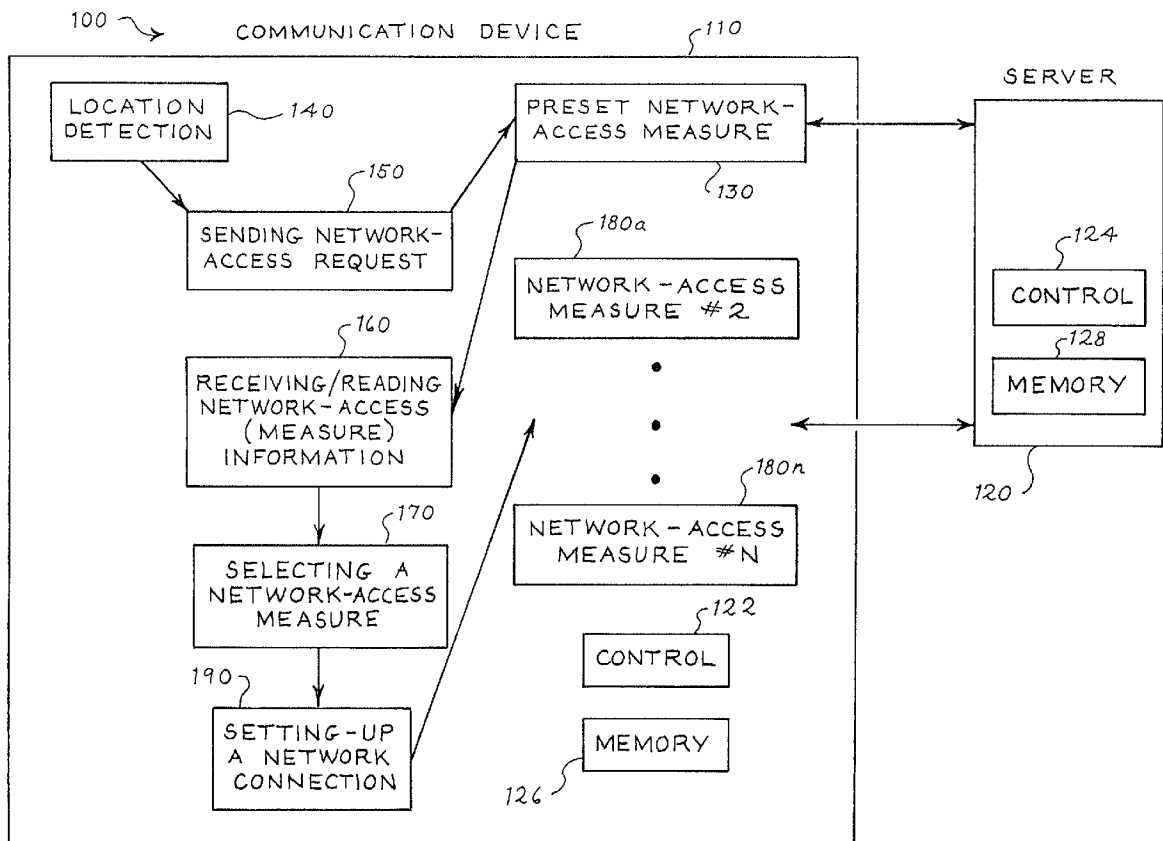 100
COMMUNICATION DEVICE
110
SERVER
LOCATION
DETECTION
140
PRESET NETWORK-
ACCESS MEASURE
130
150
SENDING NETWORK-
ACCESS REQUEST
180a
NETWORK-ACCESS
MEASURE #2
124
CONTROL
128
MEMORY
120
160
RECEIVING/READING
NETWORK-ACCESS
(MEASURE)
INFORMATION
180n
NETWORK-ACCESS
MEASURE #N
170
SELECTING A
NETWORK-ACCESS
MEASURE
122
CONTROL
190
SETTING-UP
A NETWORK
CONNECTION
MEMORY
126